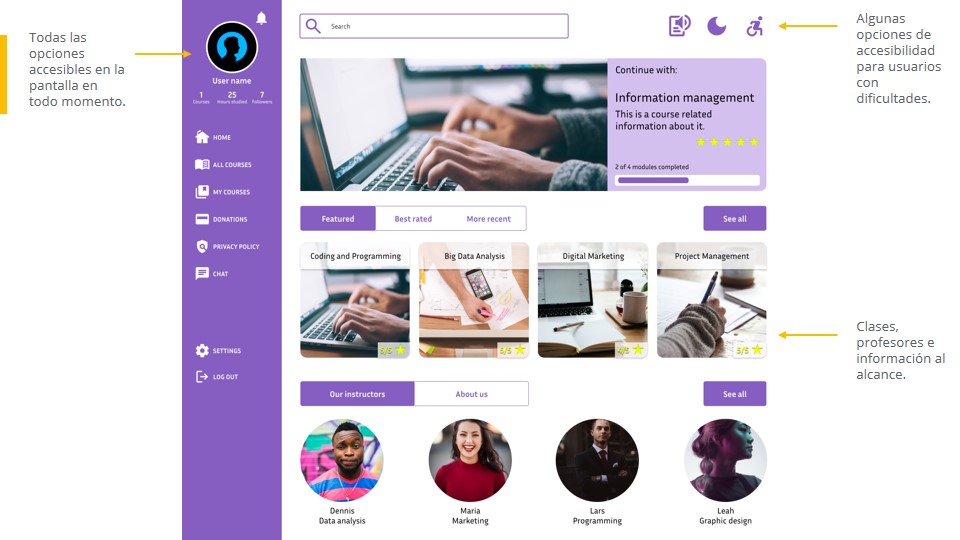 Todas las
opciones
accesibles en la
pantalla en
todo momento.
User name
1 25 7
Courses Hours studied Followers
HOME
ALL COURSES
MY COURSES
DONATIONS
PRIVACY POLICY
CHAT
SETTINGS
LOG OUT
Search
Continue with:
Information management
This is a course related
information about it.
2 of 4 modules completed
Featured Best rated More recent See all
Coding and Programming Big Data Analysis Digital Marketing Project Management
5/5 5/5 4/5 5/5
Our instructors About us See all
Dennis Maria Lars Leah
Data analysis Marketing Programming Graphic design
Algunas
opciones de
accesibilidad
para usuarios
con
dificultades.
Clases,
profesores e
información al
alcance.